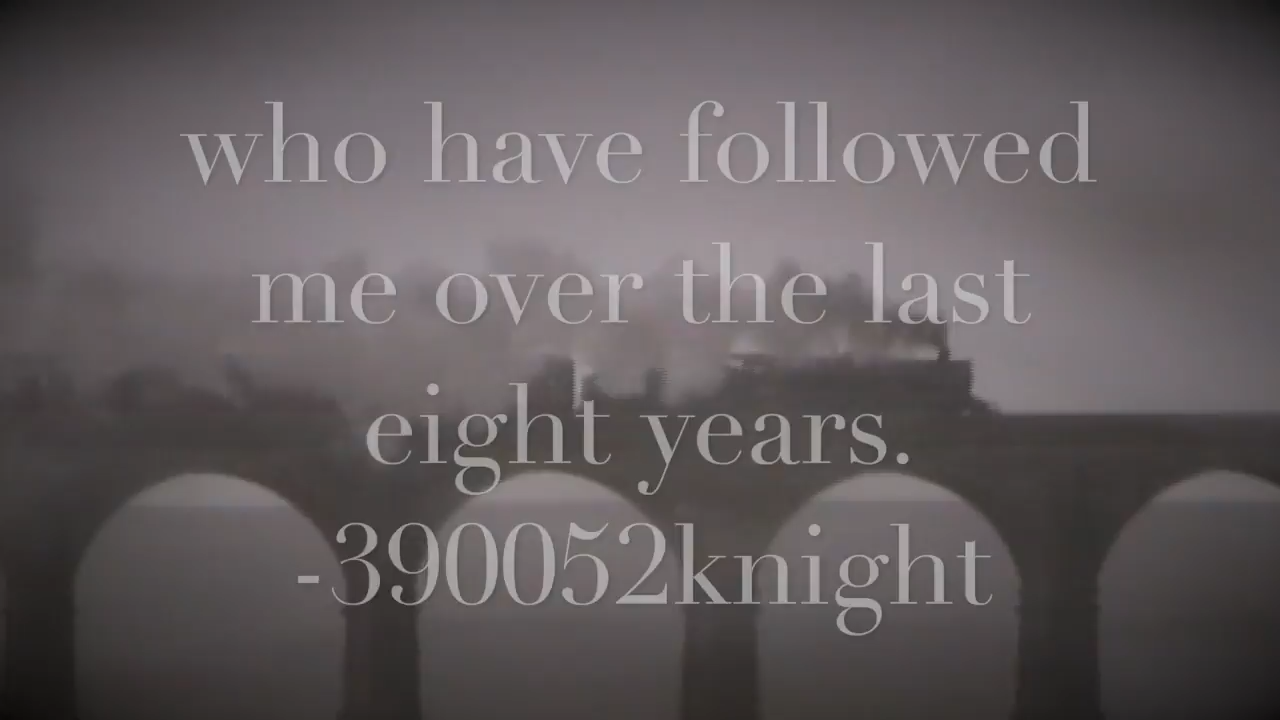 who have followed
me over the last
eight years.
-390052knight